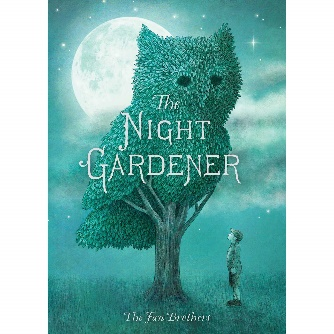 The
NIGHT
GARDENER
The Fan Brothers